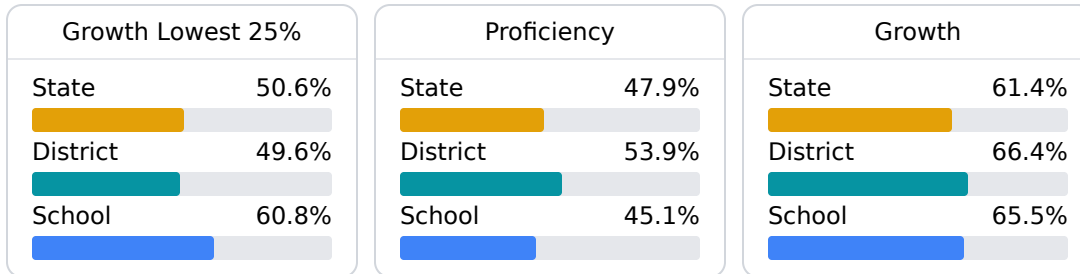 Growth Lowest 25%
State 50.6%
District 49.6%
School 60.8%
Proficiency
State 47.9%
District 53.9%
School 45.1%
Growth
State 61.4%
District 66.4%
School 65.5%